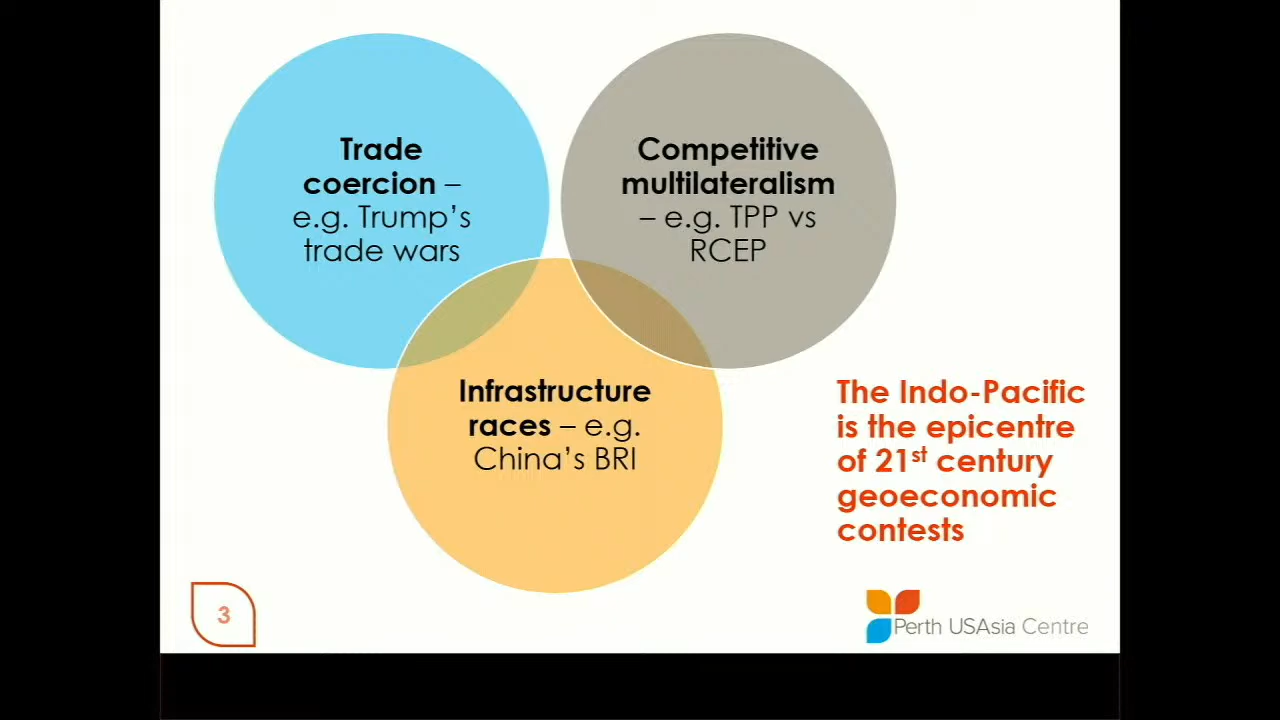 Trade
coercion –
e.g. Trump’s
trade wars
Competitive
multilateralism
– e.g. TPP vs
RCEP
Infrastructure
races – e.g.
China’s BRI
The Indo-Pacific
is the epicentre
of 21st century
geoeconomic
contests
3
Perth USAsia Centre